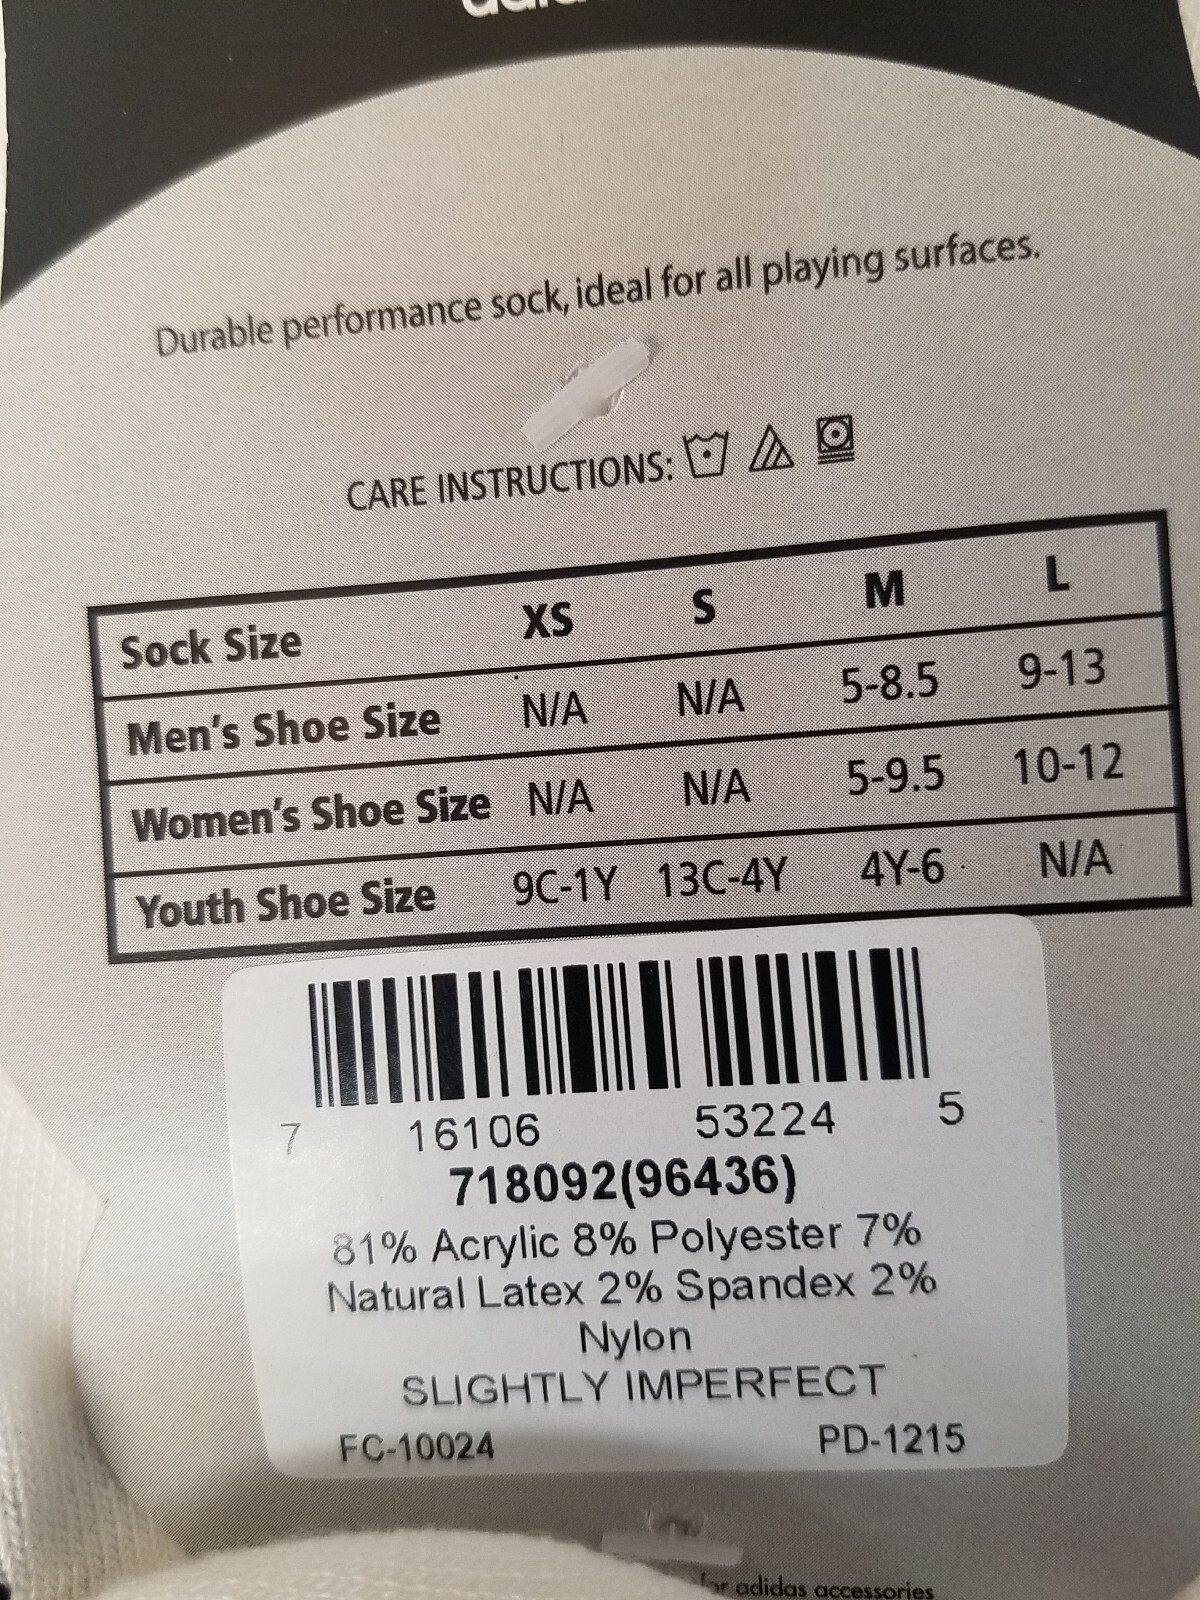 Durable performance sock, ideal for all playing surfaces.
CARE INSTRUCTIONS:
Sock Size XS S M L
Men's Shoe Size N/A N/A 5-8.5 9-13
Women's Shoe Size N/A N/A 5-9.5 10-12
Youth Shoe Size 9C-1Y 13C-4Y 4Y-6 N/A
7 16106 53224 5
718092(96436)
81% Acrylic 8% Polyester 7%
Natural Latex 2% Spandex 2%
Nylon
SLIGHTLY IMPERFECT
FC-10024 PD-1215
for adidas accessories